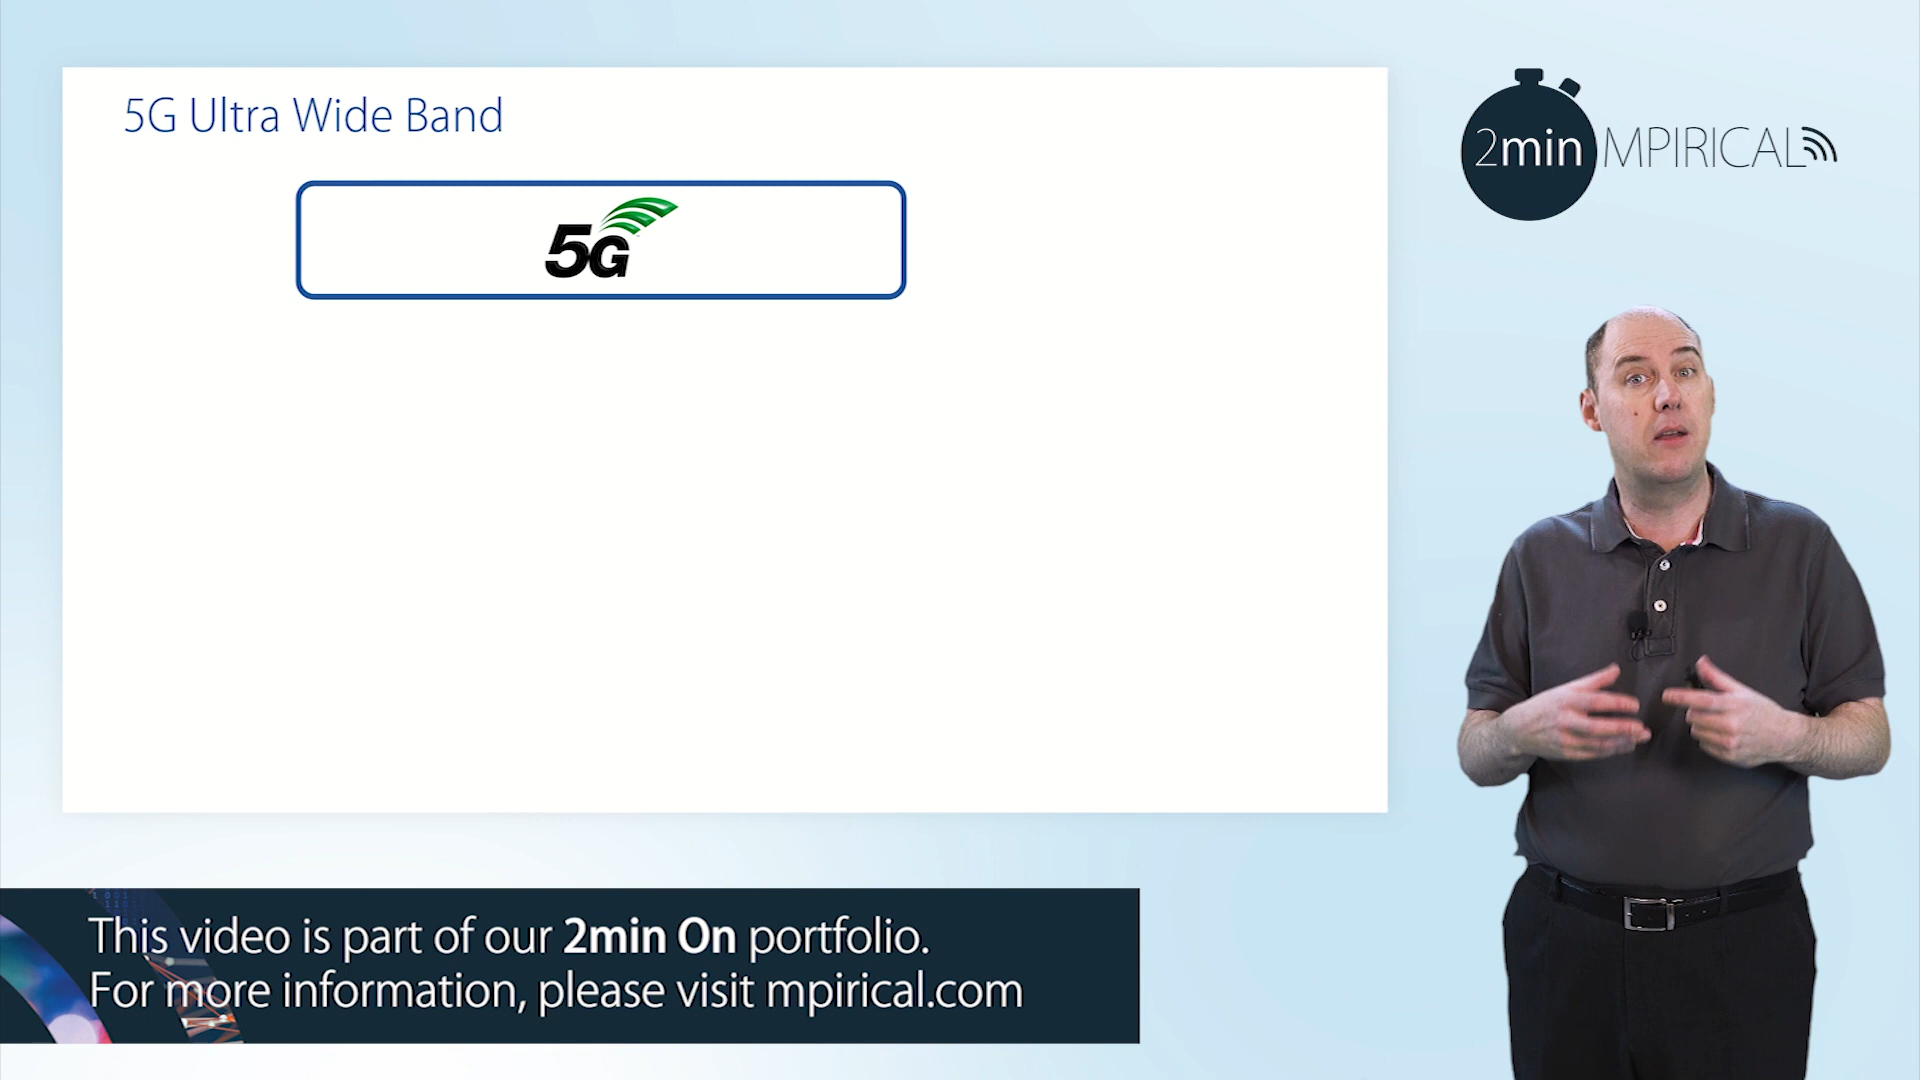 5G Ultra Wide Band
5G
2min MPIRICAL
This video is part of our 2min On portfolio.
For more information, please visit mpirical.com